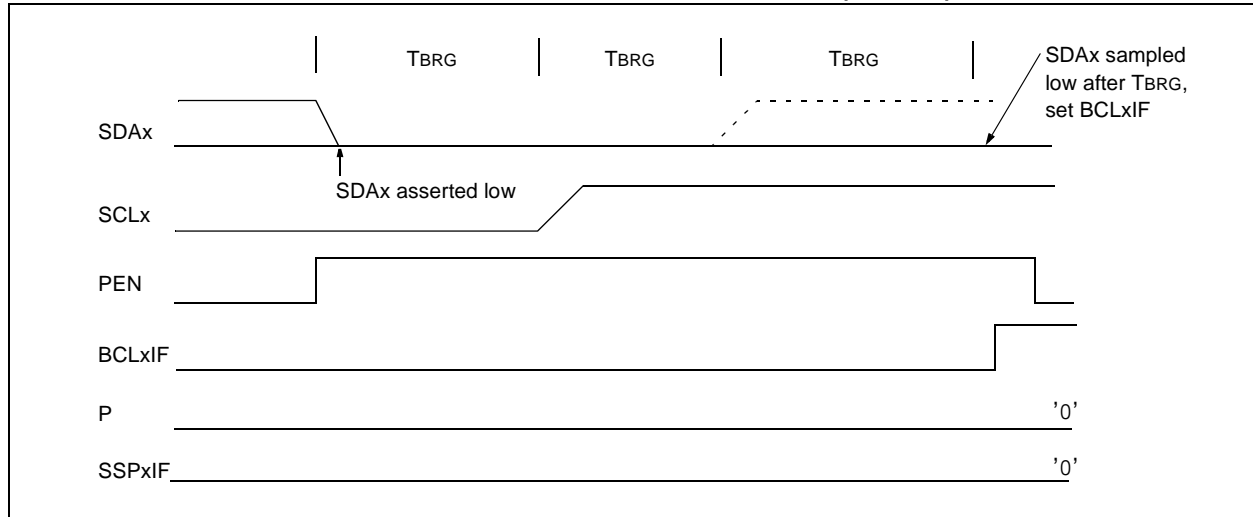 TBRG TBRG TBRG
SDAx sampled
low after TBRG,
set BCLxIF
SDAx
SDAx asserted low
SCLx
PEN
BCLxIF
P
'0'
SSPxIF
'0'